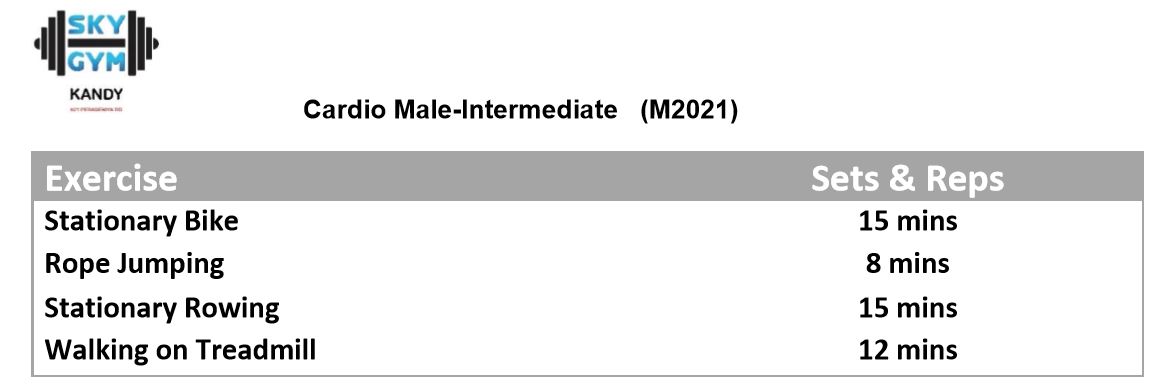 SKY
GYM
KANDY
Cardio Male-Intermediate (M2021)
Exercise Sets & Reps
Stationary Bike 15 mins
Rope Jumping 8 mins
Stationary Rowing 15 mins
Walking on Treadmill 12 mins